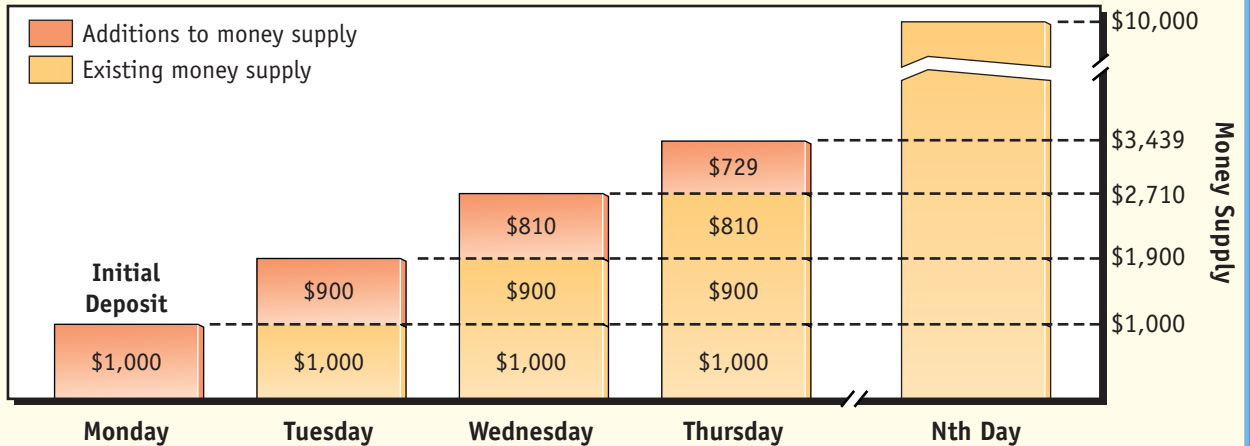 Additions to money supply
Existing money supply
$10,000
$3,439
$2,710
$1,900
$1,000
Money Supply
Initial
Deposit
$1,000
$900
$1,000
$810
$900
$1,000
$729
$810
$900
$1,000
Monday Tuesday Wednesday Thursday Nth Day